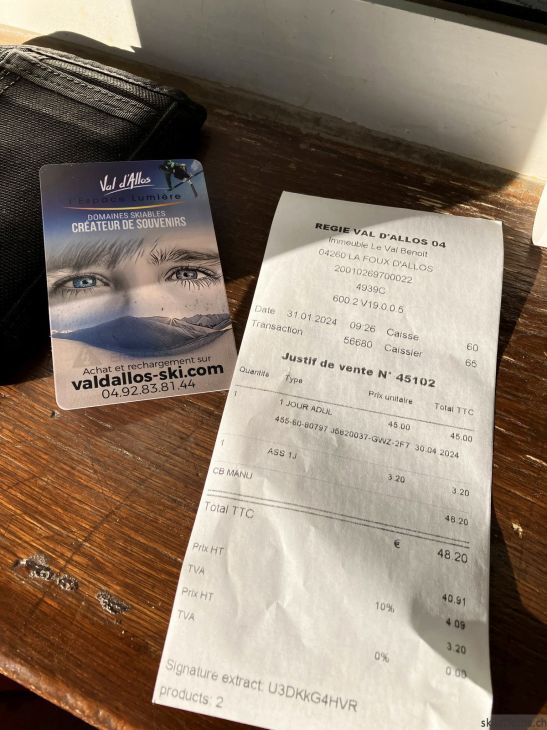 Val d'Allos
l'Espace Lumière
DOMAINES SKIABLES
CRÉATEUR DE SOUVENIRS
Achat et rechargement sur
valdallos-ski.com
04.92.83.81.44
REGIE VAL D'ALLOS 04
Immeuble Le Val Benoit
04260 LA FOUX D'ALLOS
20010269700022
4939C
600.2 V19.0.0.5
Date 31.01.2024 09:26 Caisse 60
Transaction 56680 Caissier 65
Justif de vente N° 45102
Quantité Type Prix unitaire Total TTC
1 1 JOUR ADUL 45.00 45.00
455-60-80797 J5820037-GWZ-2F7 30.04.2024
1 ASS 1J 3.20 3.20
CB MANU 48.20
Total TTC € 48.20
Prix HT 40.91
TVA 10% 4.09
Prix HT 3.20
TVA 0% 0.00
Signature extract: U3DKkG4HVR
products: 2